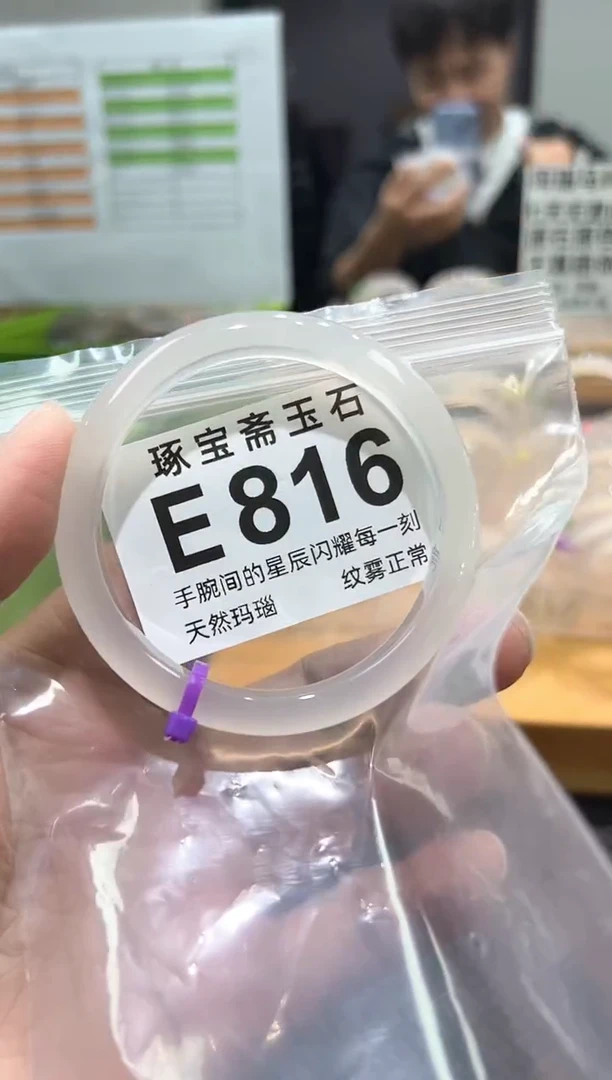 琢宝斋玉石
E816
手腕间的星辰闪耀每一刻
天然玛瑙 纹雾正常